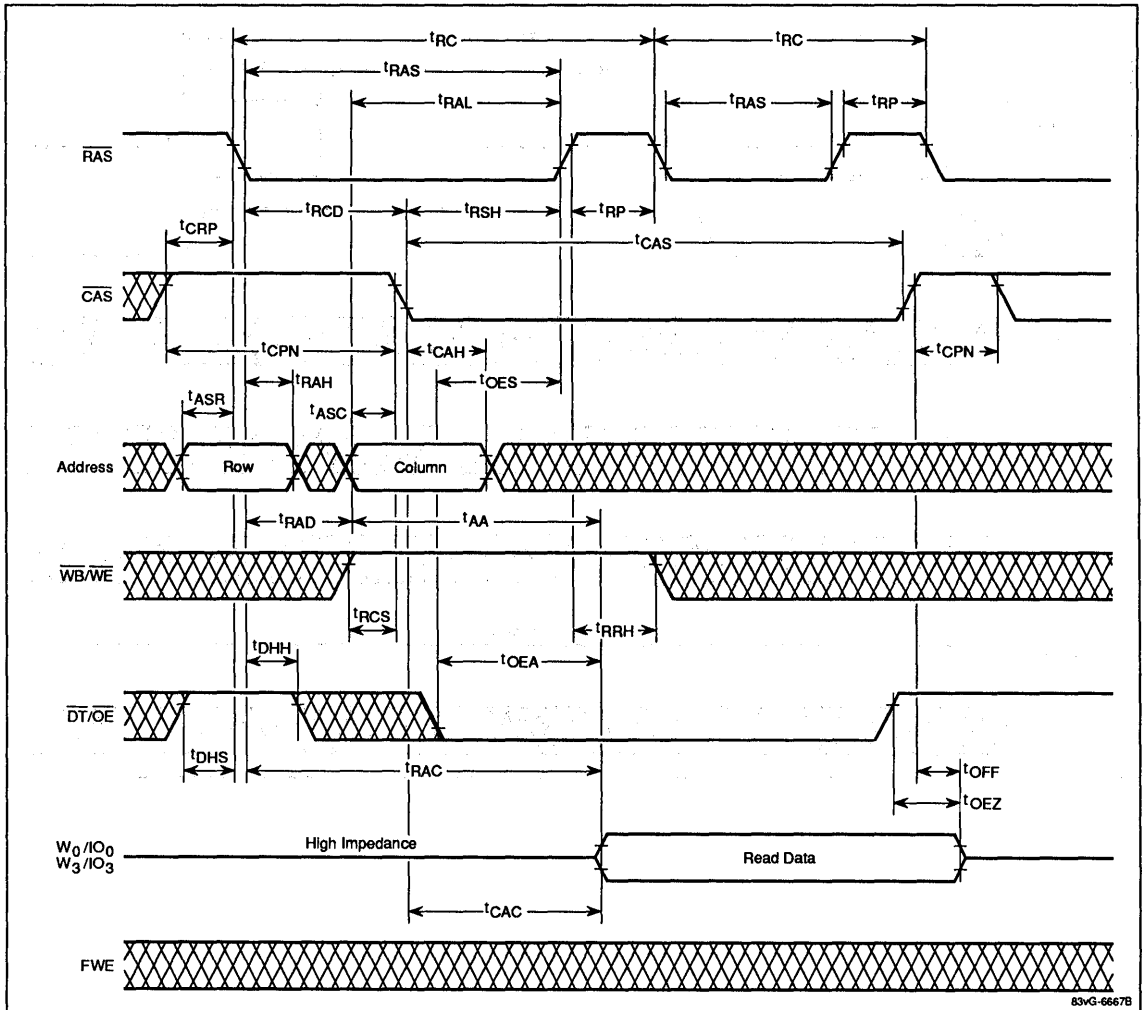 tRC tRC
tRAS
tRAL tRAS tRP
RAS
tRCD tRSH tRP
tCRP tCAS
CAS
tCPN tCAH tCPN
tRAH tOES
tASR tASC
Address Row Column
tRAD tAA
WB/WE
tRCS tRRH
tDHH tOEA
DT/OE
tDHS tRAC tOFF
tOEZ
W0/IO0 High Impedance
W3/IO3 Read Data
tCAC
FWE
83vG-6667B